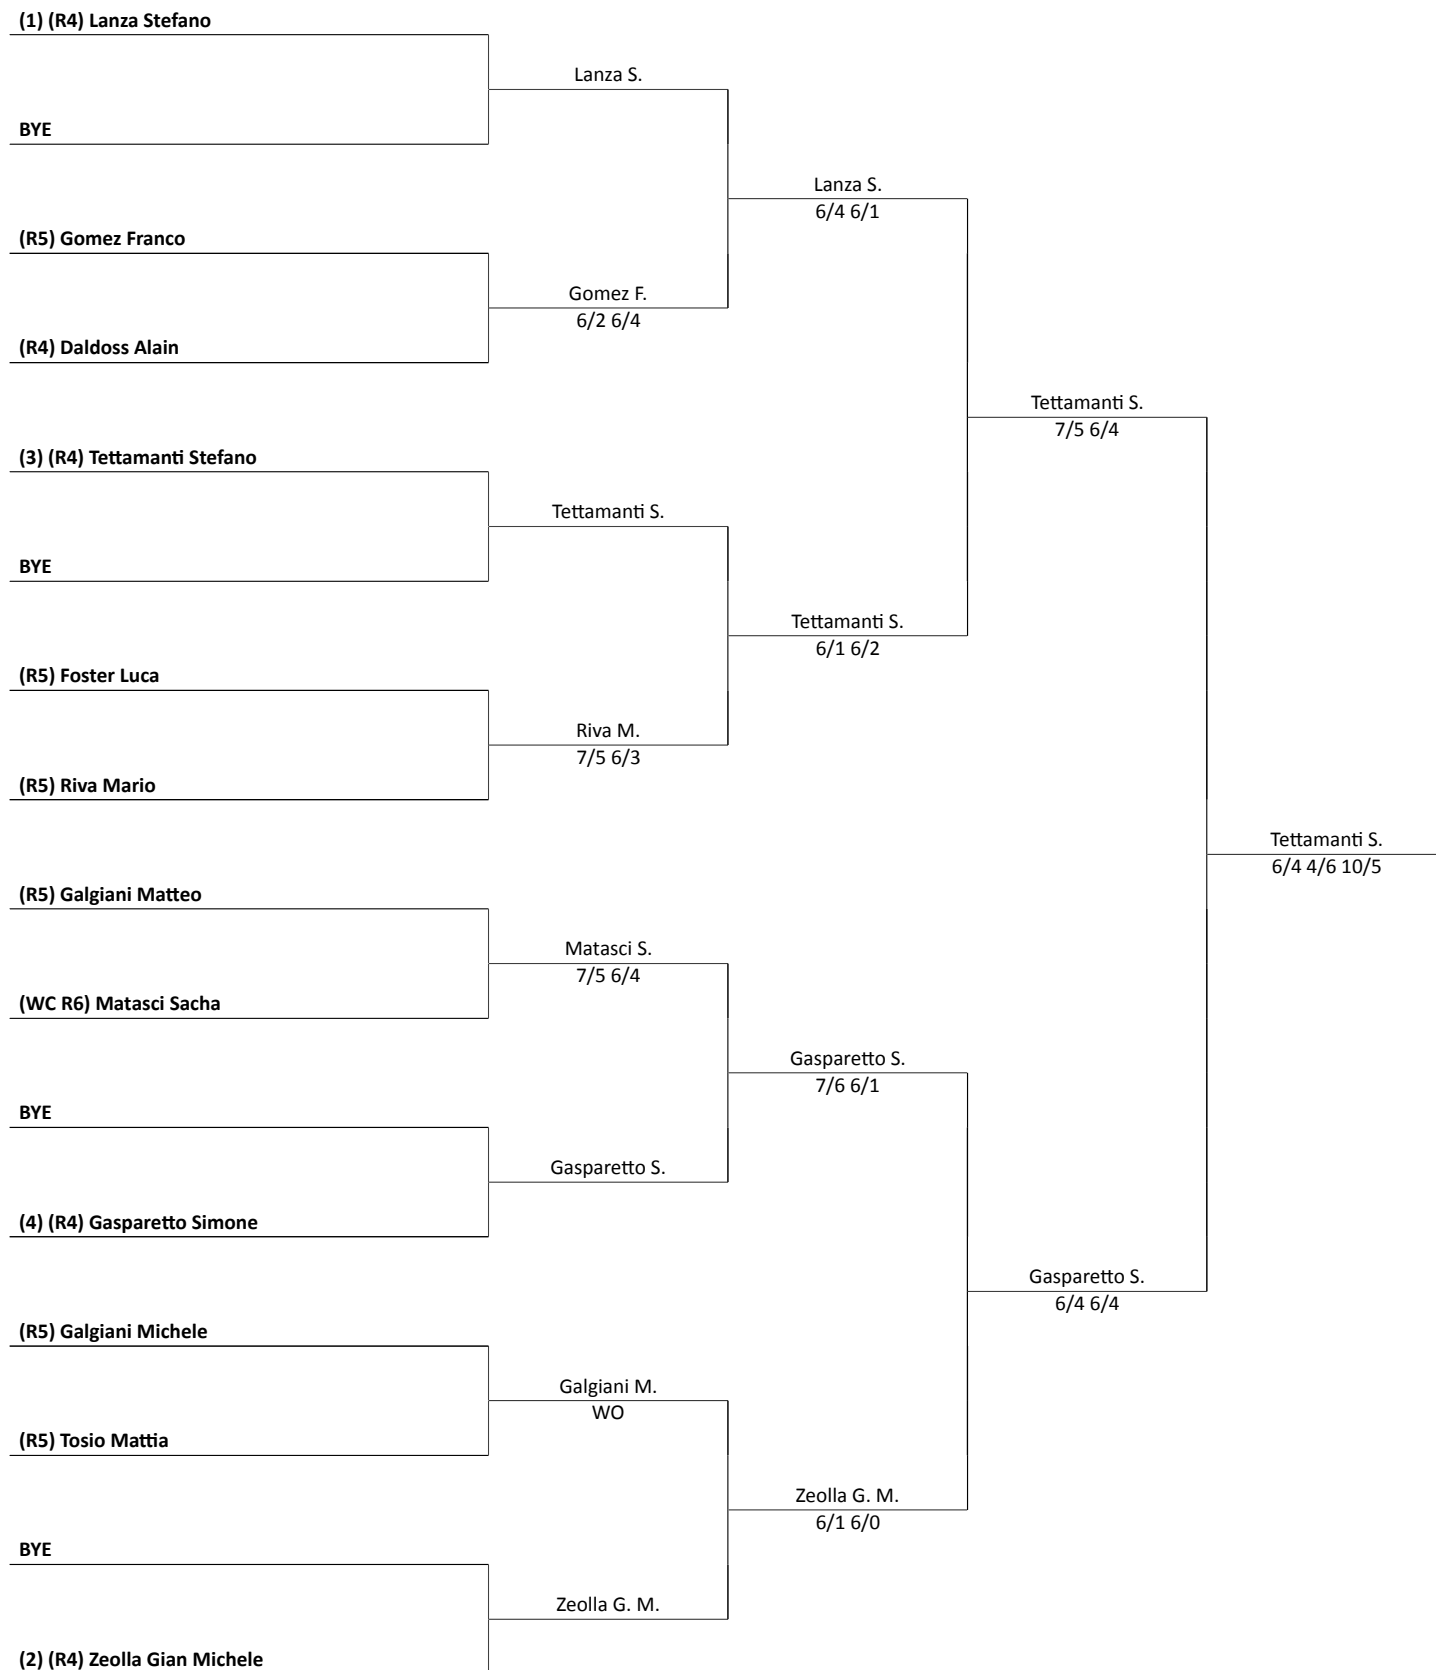 (1) (R4) Lanza Stefano
Lanza S.
BYE
Lanza S.
6/4 6/1
(R5) Gomez Franco
Gomez F.
6/2 6/4
(R4) Daldoss Alain
Tettamanti S.
7/5 6/4
(3) (R4) Tettamanti Stefano
Tettamanti S.
BYE
Tettamanti S.
6/1 6/2
(R5) Foster Luca
Riva M.
7/5 6/3
(R5) Riva Mario
Tettamanti S.
6/4 4/6 10/5
(R5) Galgiani Matteo
Matasci S.
7/5 6/4
(WC R6) Matasci Sacha
Gasparetto S.
7/6 6/1
BYE
Gasparetto S.
(4) (R4) Gasparetto Simone
Gasparetto S.
6/4 6/4
(R5) Galgiani Michele
Galgiani M.
WO
(R5) Tosio Mattia
Zeolla G. M.
6/1 6/0
BYE
Zeolla G. M.
(2) (R4) Zeolla Gian Michele